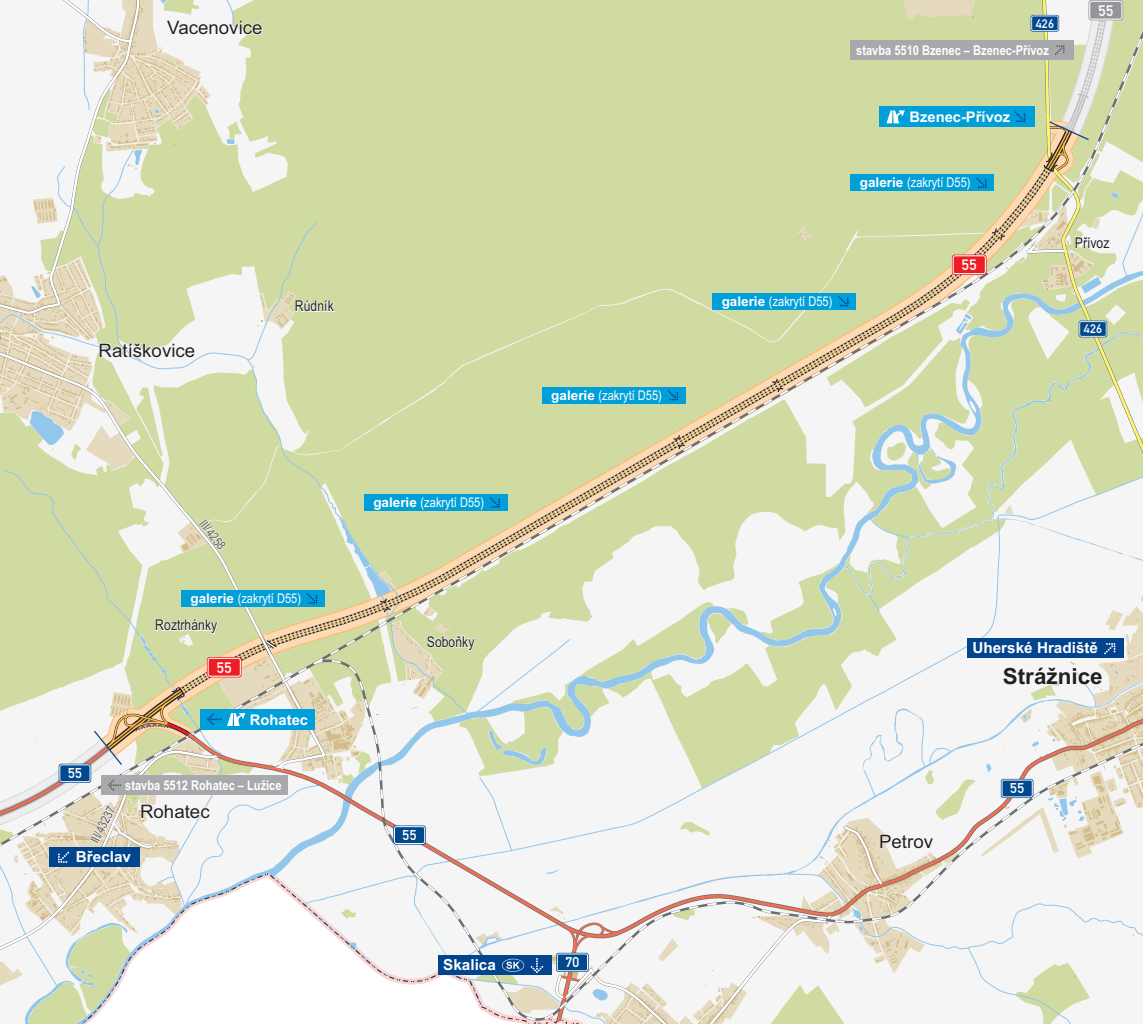 Vacenovice
55
426
stavba 5510 Bzenec – Bzenec-Přívoz
Bzenec-Přívoz
galerie (zakrytí D55)
Přívoz
55
galerie (zakrytí D55)
Rúdník
426
Ratíškovice
galerie (zakrytí D55)
galerie (zakrytí D55)
III/4258
galerie (zakrytí D55)
Roztrhánky
Soboňky
Uherské Hradiště
55
Strážnice
Rohatec
55
stavba 5512 Rohatec – Lužice
55
Rohatec
III/43237
55
Petrov
Břeclav
Skalica SK
70